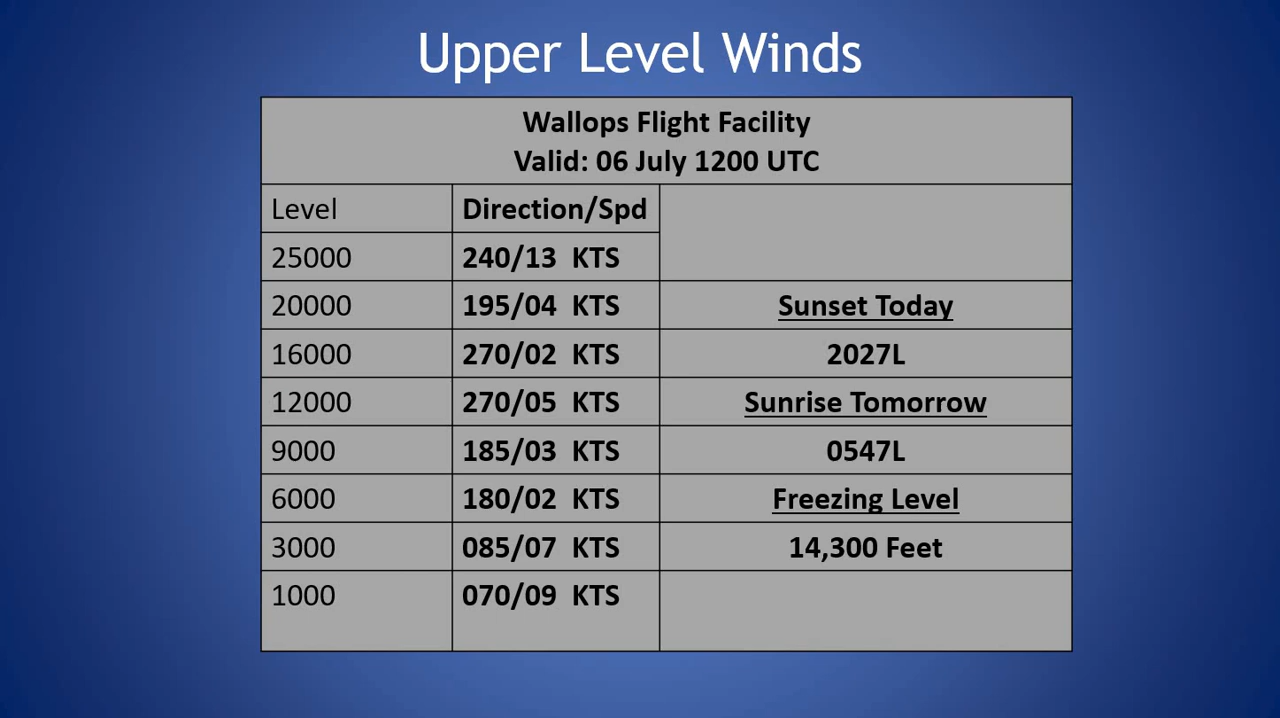 Upper Level Winds
Wallops Flight Facility
Valid: 06 July 1200 UTC
Level Direction/Spd
25000 240/13 KTS
20000 195/04 KTS Sunset Today
16000 270/02 KTS 2027L
12000 270/05 KTS Sunrise Tomorrow
9000 185/03 KTS 0547L
6000 180/02 KTS Freezing Level
3000 085/07 KTS 14,300 Feet
1000 070/09 KTS